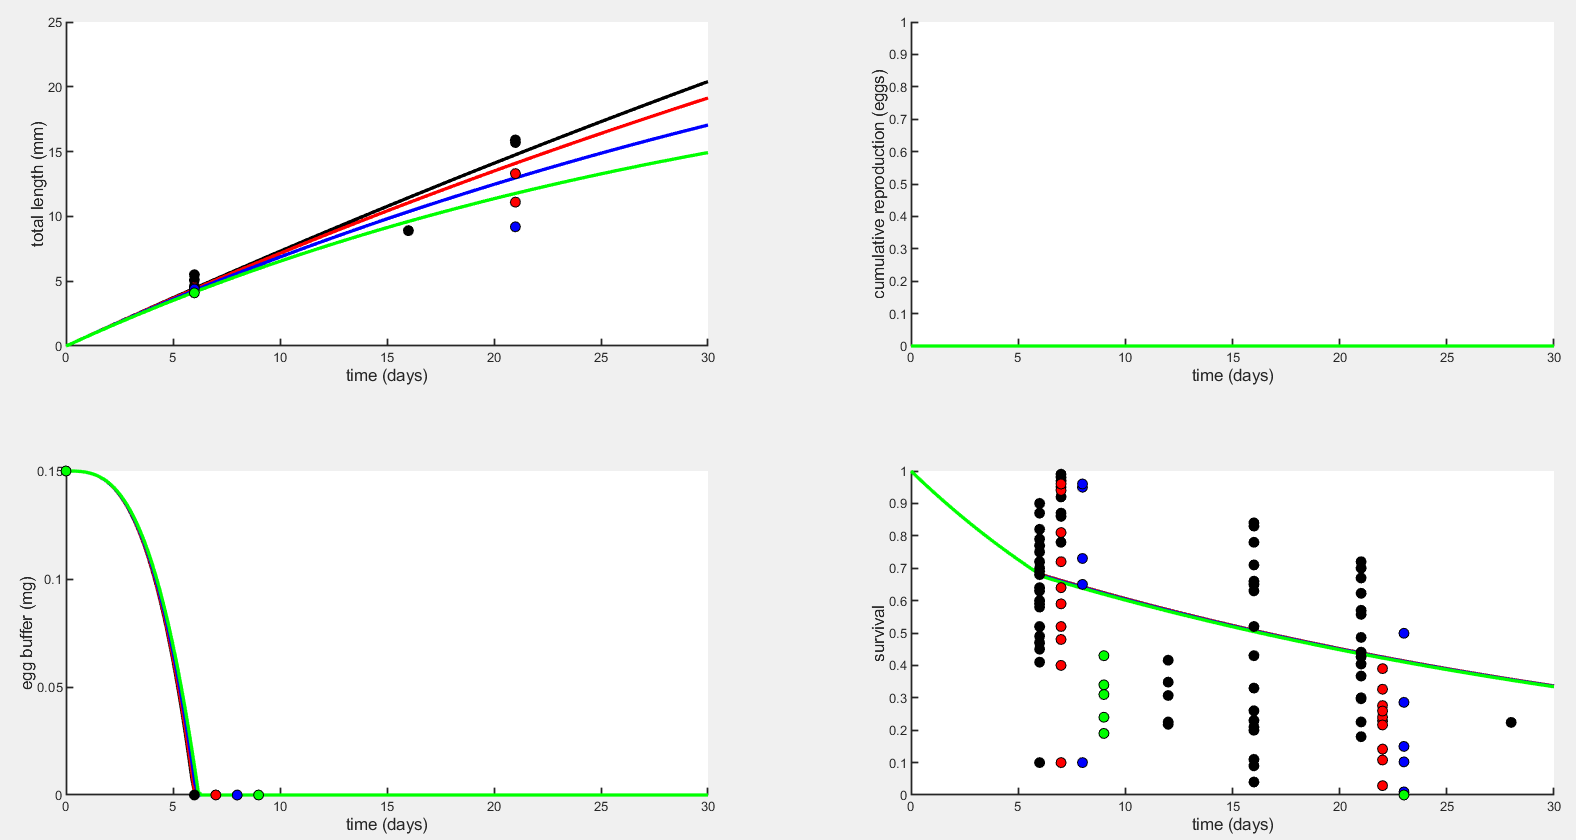 25
20
15
10
5
0
0 5 10 15 20 25 30
total length (mm)
time (days)
1
0.9
0.8
0.7
0.6
0.5
0.4
0.3
0.2
0.1
0
0 5 10 15 20 25 30
cumulative reproduction (eggs)
time (days)
0.15
0.1
0.05
0
0 5 10 15 20 25 30
egg buffer (mg)
time (days)
1
0.9
0.8
0.7
0.6
0.5
0.4
0.3
0.2
0.1
0
0 5 10 15 20 25 30
survival
time (days)